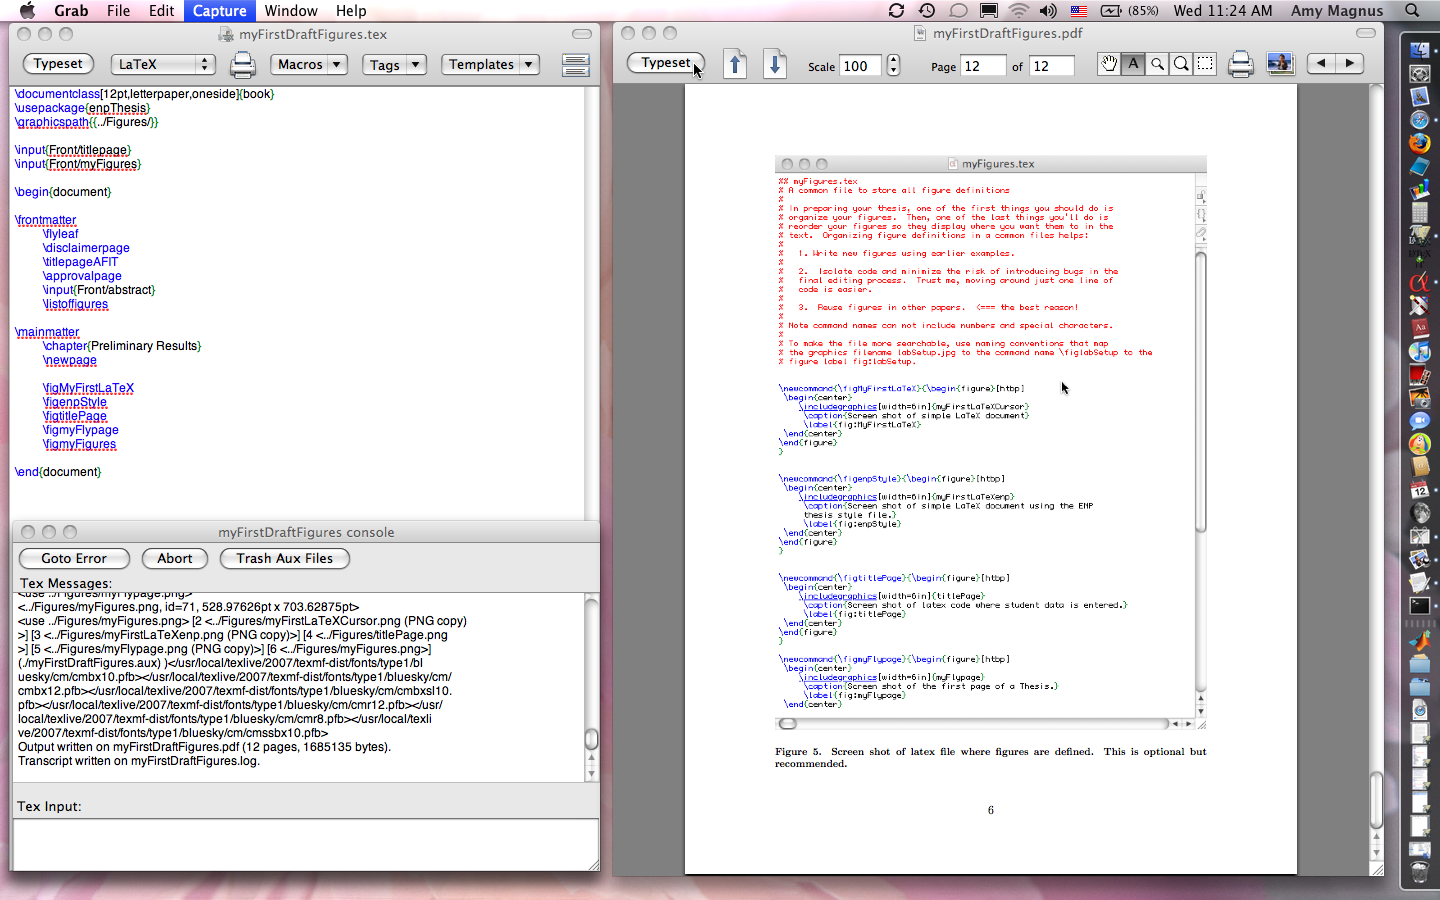 Grab File Edit Capture Window Help (85%) Wed 11:24 AM Amy Magnus
myFirstDraftFigures.tex
Typeset LaTeX Macros Tags Templates
\documentclass[12pt,letterpaper,oneside]{book}
\usepackage{enpThesis}
\graphicspath{{../Figures/}}
\input{Front/titlepage}
\input{Front/myFigures}
\begin{document}
\frontmatter
\flyleaf
\disclaimerpage
\titlepageAFIT
\approvalpage
\input{Front/abstract}
\listoffigures
\mainmatter
\chapter{Preliminary Results}
\newpage
\figMyFirstLaTeX
\figenpStyle
\figtitlePage
\figmyFlypage
\figmyFigures
\end{document}
myFirstDraftFigures console
Goto Error Abort Trash Aux Files
Tex Messages:
<use ../Figures/myFlypage.png>
<../Figures/myFigures.png, id=71, 528.97626pt x 703.62875pt>
<use ../Figures/myFigures.png> [2 <../Figures/myFirstLaTeXCursor.png (PNG copy)
>] [3 <../Figures/myFirstLaTeXenp.png (PNG copy)>] [4 <../Figures/titlePage.png
>] [5 <../Figures/myFlypage.png (PNG copy)>] [6 <../Figures/myFigures.png>]
(./myFirstDraftFigures.aux) )</usr/local/texlive/2007/texmf-dist/fonts/type1/bl
uesky/cm/cmbx10.pfb></usr/local/texlive/2007/texmf-dist/fonts/type1/bluesky/cm/
cmbx12.pfb></usr/local/texlive/2007/texmf-dist/fonts/type1/bluesky/cm/cmbxsl10.
pfb></usr/local/texlive/2007/texmf-dist/fonts/type1/bluesky/cm/cmr12.pfb></usr/
local/texlive/2007/texmf-dist/fonts/type1/bluesky/cm/cmr8.pfb></usr/local/texli
ve/2007/texmf-dist/fonts/type1/bluesky/cm/cmssbx10.pfb>
Output written on myFirstDraftFigures.pdf (12 pages, 1685135 bytes).
Transcript written on myFirstDraftFigures.log.
Tex Input:
myFirstDraftFigures.pdf
Typeset Scale 100 Page 12 of 12 A
myFigures.tex
%% myFigures.tex
% A common file to store all figure definitions
%
% In preparing your thesis, one of the first things you should do is
% organize your figures. Then, one of the last things you'll do is
% reorder your figures so they display where you want them to in the
% text. Organizing figure definitions in a common files helps:
%
% 1. Write new figures using earlier examples.
%
% 2. Isolate code and minimize the risk of introducing bugs in the
% final editing process. Trust me, moving around just one line of
% code is easier.
%
% 3. Reuse figures in other papers. <=== the best reason!
%
% Note command names can not include numbers and special characters.
%
% To make the file more searchable, use naming conventions that map
% the graphics filename labSetup.jpg to the command name \figlabSetup to the
% figure label fig:labSetup.
\newcommand{\figMyFirstLaTeX}{\begin{figure}[htbp]
\begin{center}
\includegraphics[width=6in]{myFirstLaTeXCursor}
\caption{Screen shot of simple LaTeX document}
\label{fig:MyFirstLaTeX}
\end{center}
\end{figure}
}
\newcommand{\figenpStyle}{\begin{figure}[htbp]
\begin{center}
\includegraphics[width=6in]{myFirstLaTeXenp}
\caption{Screen shot of simple LaTeX document using the ENP
thesis style file.}
\label{fig:enpStyle}
\end{center}
\end{figure}
}
\newcommand{\figtitlePage}{\begin{figure}[htbp]
\begin{center}
\includegraphics[width=6in]{titlePage}
\caption{Screen shot of latex code where student data is entered.}
\label{fig:titlePage}
\end{center}
\end{figure}
}
\newcommand{\figmyFlypage}{\begin{figure}[htbp]
\begin{center}
\includegraphics[width=6in]{myFlypage}
\caption{Screen shot of the first page of a Thesis.}
\label{fig:myFlypage}
\end{center}
Figure 5. Screen shot of latex file where figures are defined. This is optional but
recommended.
6